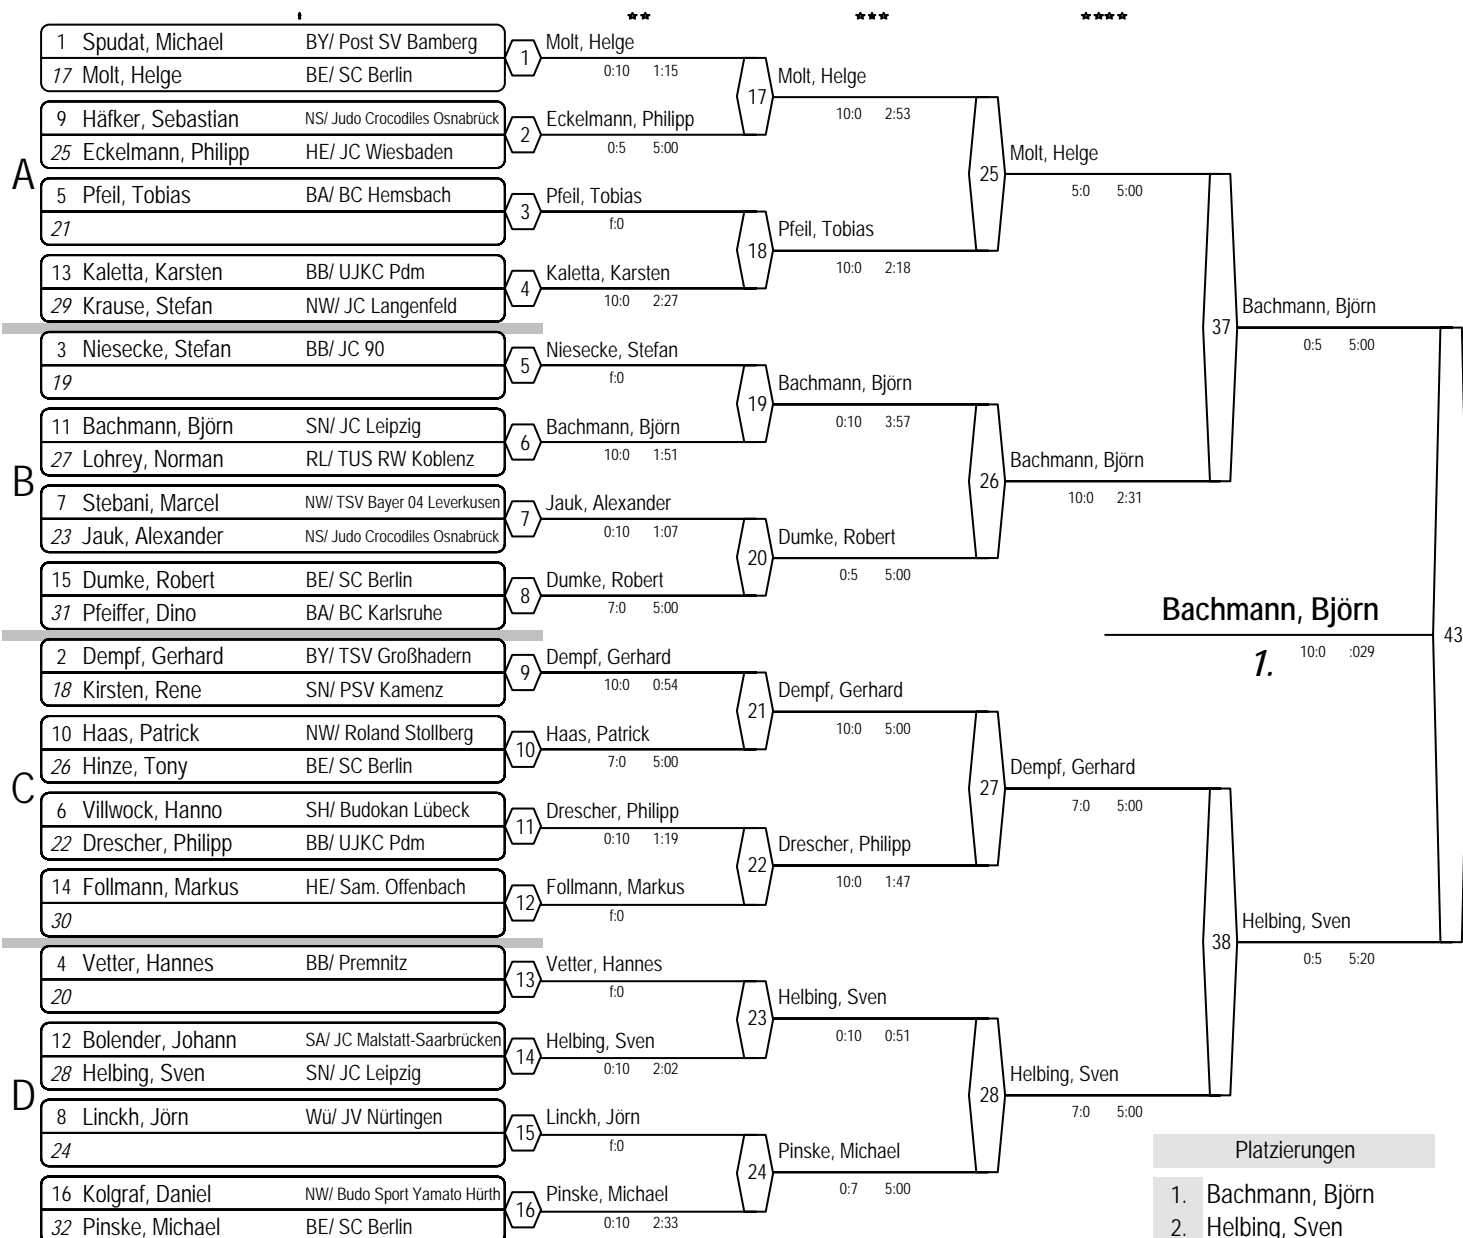 1 Spudat, Michael BY/ Post SV Bamberg
17 Molt, Helge BE/ SC Berlin
9 Häfker, Sebastian NS/ Judo Crocodiles Osnabrück
25 Eckelmann, Philipp HE/ JC Wiesbaden
A
5 Pfeil, Tobias BA/ BC Hemsbach
21
13 Kaletta, Karsten BB/ UJKC Pdm
29 Krause, Stefan NW/ JC Langenfeld
3 Niesecke, Stefan BB/ JC 90
19
11 Bachmann, Björn SN/ JC Leipzig
27 Lohrey, Norman RL/ TUS RW Koblenz
B
7 Stebani, Marcel NW/ TSV Bayer 04 Leverkusen
23 Jauk, Alexander NS/ Judo Crocodiles Osnabrück
15 Dumke, Robert BE/ SC Berlin
31 Pfeiffer, Dino BA/ BC Karlsruhe
2 Dempf, Gerhard BY/ TSV Großhadern
18 Kirsten, Rene SN/ PSV Kamenz
10 Haas, Patrick NW/ Roland Stollberg
26 Hinze, Tony BE/ SC Berlin
C
6 Villwock, Hanno SH/ Budokan Lübeck
22 Drescher, Philipp BB/ UJKC Pdm
14 Follmann, Markus HE/ Sam. Offenbach
30
4 Vetter, Hannes BB/ Premnitz
20
12 Bolender, Johann SA/ JC Malstatt-Saarbrücken
28 Helbing, Sven SN/ JC Leipzig
D
8 Linckh, Jörn Wü/ JV Nürtingen
24
16 Kolgraf, Daniel NW/ Budo Sport Yamato Hürth
32 Pinske, Michael BE/ SC Berlin
1 Molt, Helge
0:10 1:15
2 Eckelmann, Philipp
0:5 5:00
3 Pfeil, Tobias
f:0
4 Kaletta, Karsten
10:0 2:27
5 Niesecke, Stefan
f:0
6 Bachmann, Björn
10:0 1:51
7 Jauk, Alexander
0:10 1:07
8 Dumke, Robert
7:0 5:00
9 Dempf, Gerhard
10:0 0:54
10 Haas, Patrick
7:0 5:00
11 Drescher, Philipp
0:10 1:19
12 Follmann, Markus
f:0
13 Vetter, Hannes
f:0
14 Helbing, Sven
0:10 2:02
15 Linckh, Jörn
f:0
16 Pinske, Michael
0:10 2:33
17 Molt, Helge
10:0 2:53
18 Pfeil, Tobias
10:0 2:18
19 Bachmann, Björn
0:10 3:57
20 Dumke, Robert
0:5 5:00
21 Dempf, Gerhard
10:0 5:00
22 Drescher, Philipp
10:0 1:47
23 Helbing, Sven
0:10 0:51
24 Pinske, Michael
0:7 5:00
25 Molt, Helge
5:0 5:00
26 Bachmann, Björn
10:0 2:31
27 Dempf, Gerhard
7:0 5:00
28 Helbing, Sven
7:0 5:00
37 Bachmann, Björn
0:5 5:00
38 Helbing, Sven
0:5 5:20
Bachmann, Björn
43
1. 10:0 :029
Platzierungen
1. Bachmann, Björn
2. Helbing, Sven